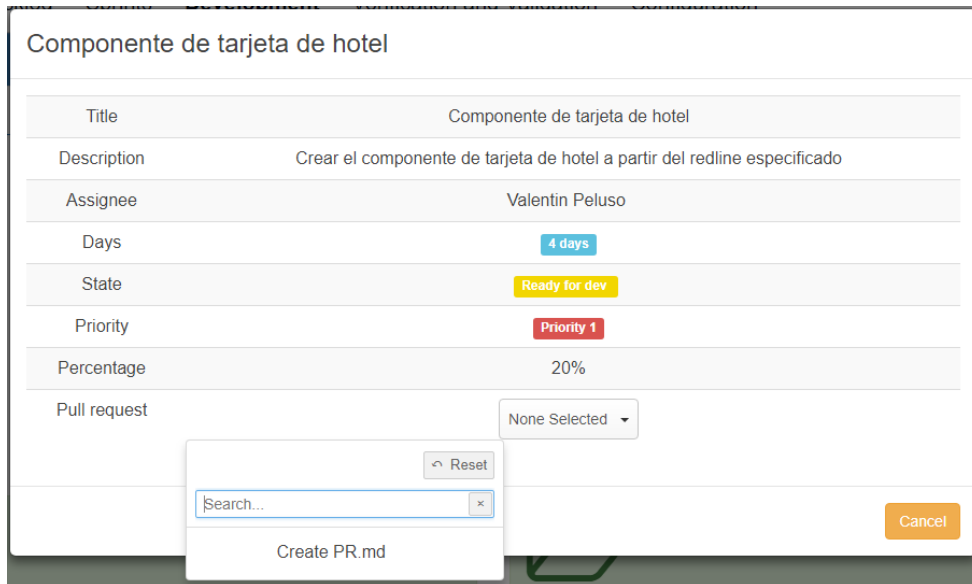 Development
Componente de tarjeta de hotel
Title Componente de tarjeta de hotel
Description Crear el componente de tarjeta de hotel a partir del redline especificado
Assignee Valentin Peluso
Days 4 days
State Ready for dev
Priority Priority 1
Percentage 20%
Pull request None Selected
Reset
Search...
Cancel
Create PR.md